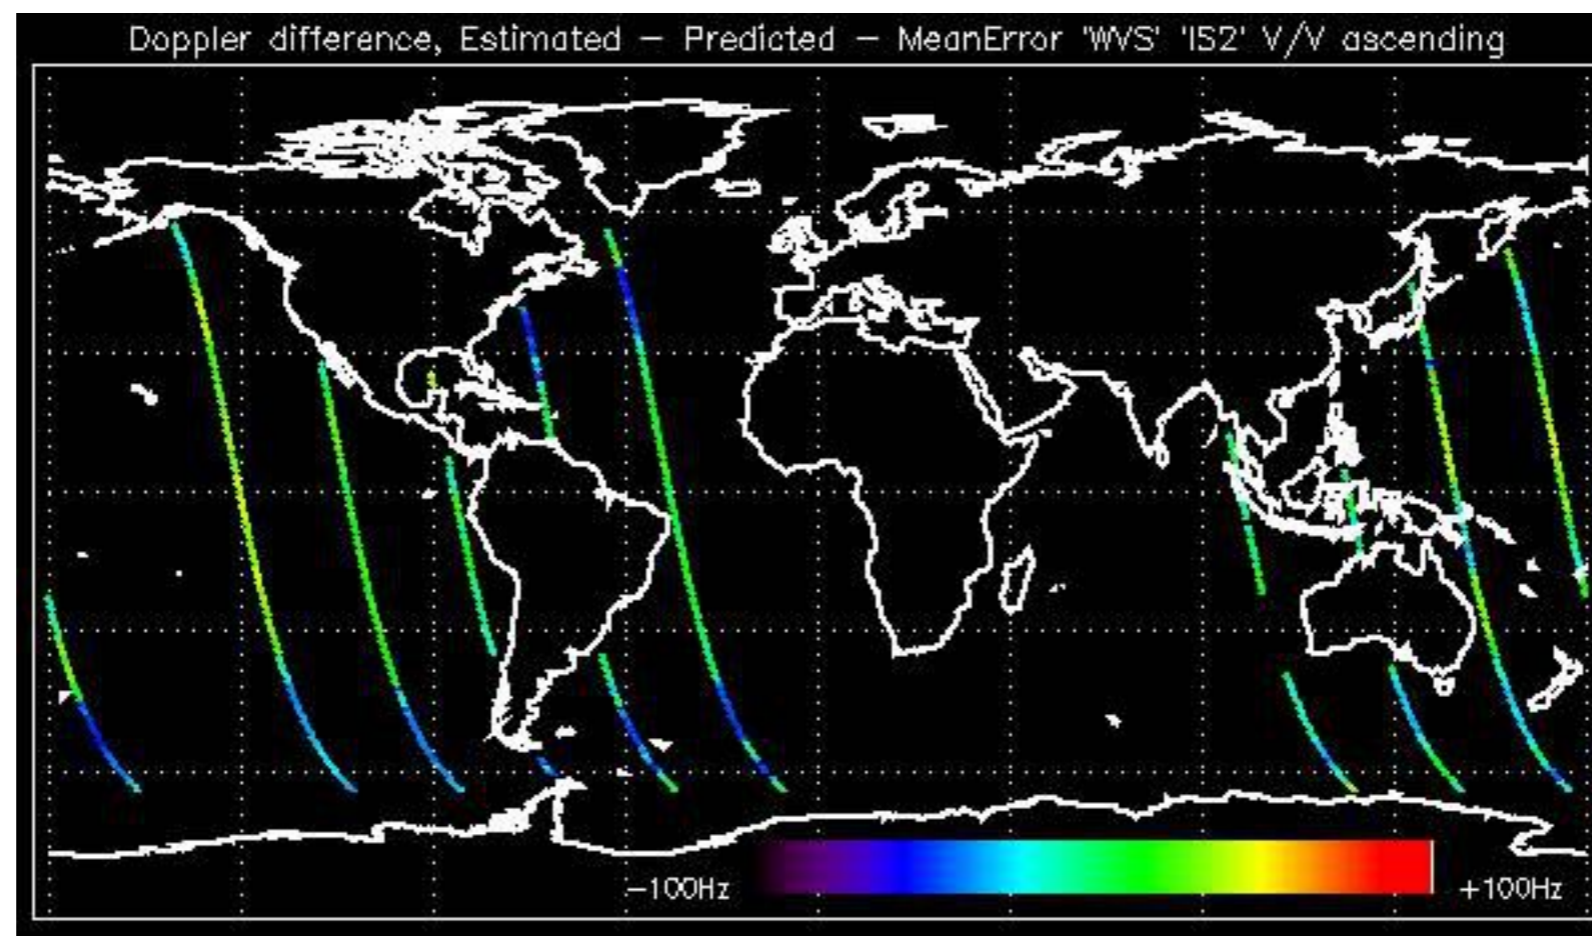 Doppler difference, Estimated – Predicted – MeanError 'WVS' 'IS2' V/V ascending
–100Hz
+100Hz